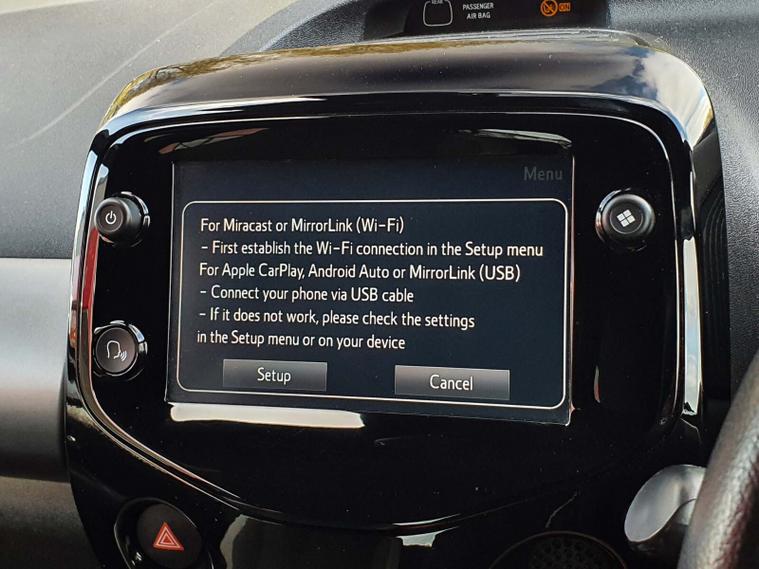 REAR
PASSENGER
AIR BAG
ON
Menu
For Miracast or MirrorLink (Wi-Fi)
- First establish the Wi-Fi connection in the Setup menu
For Apple CarPlay, Android Auto or MirrorLink (USB)
- Connect your phone via USB cable
- If it does not work, please check the settings
in the Setup menu or on your device
Setup
Cancel